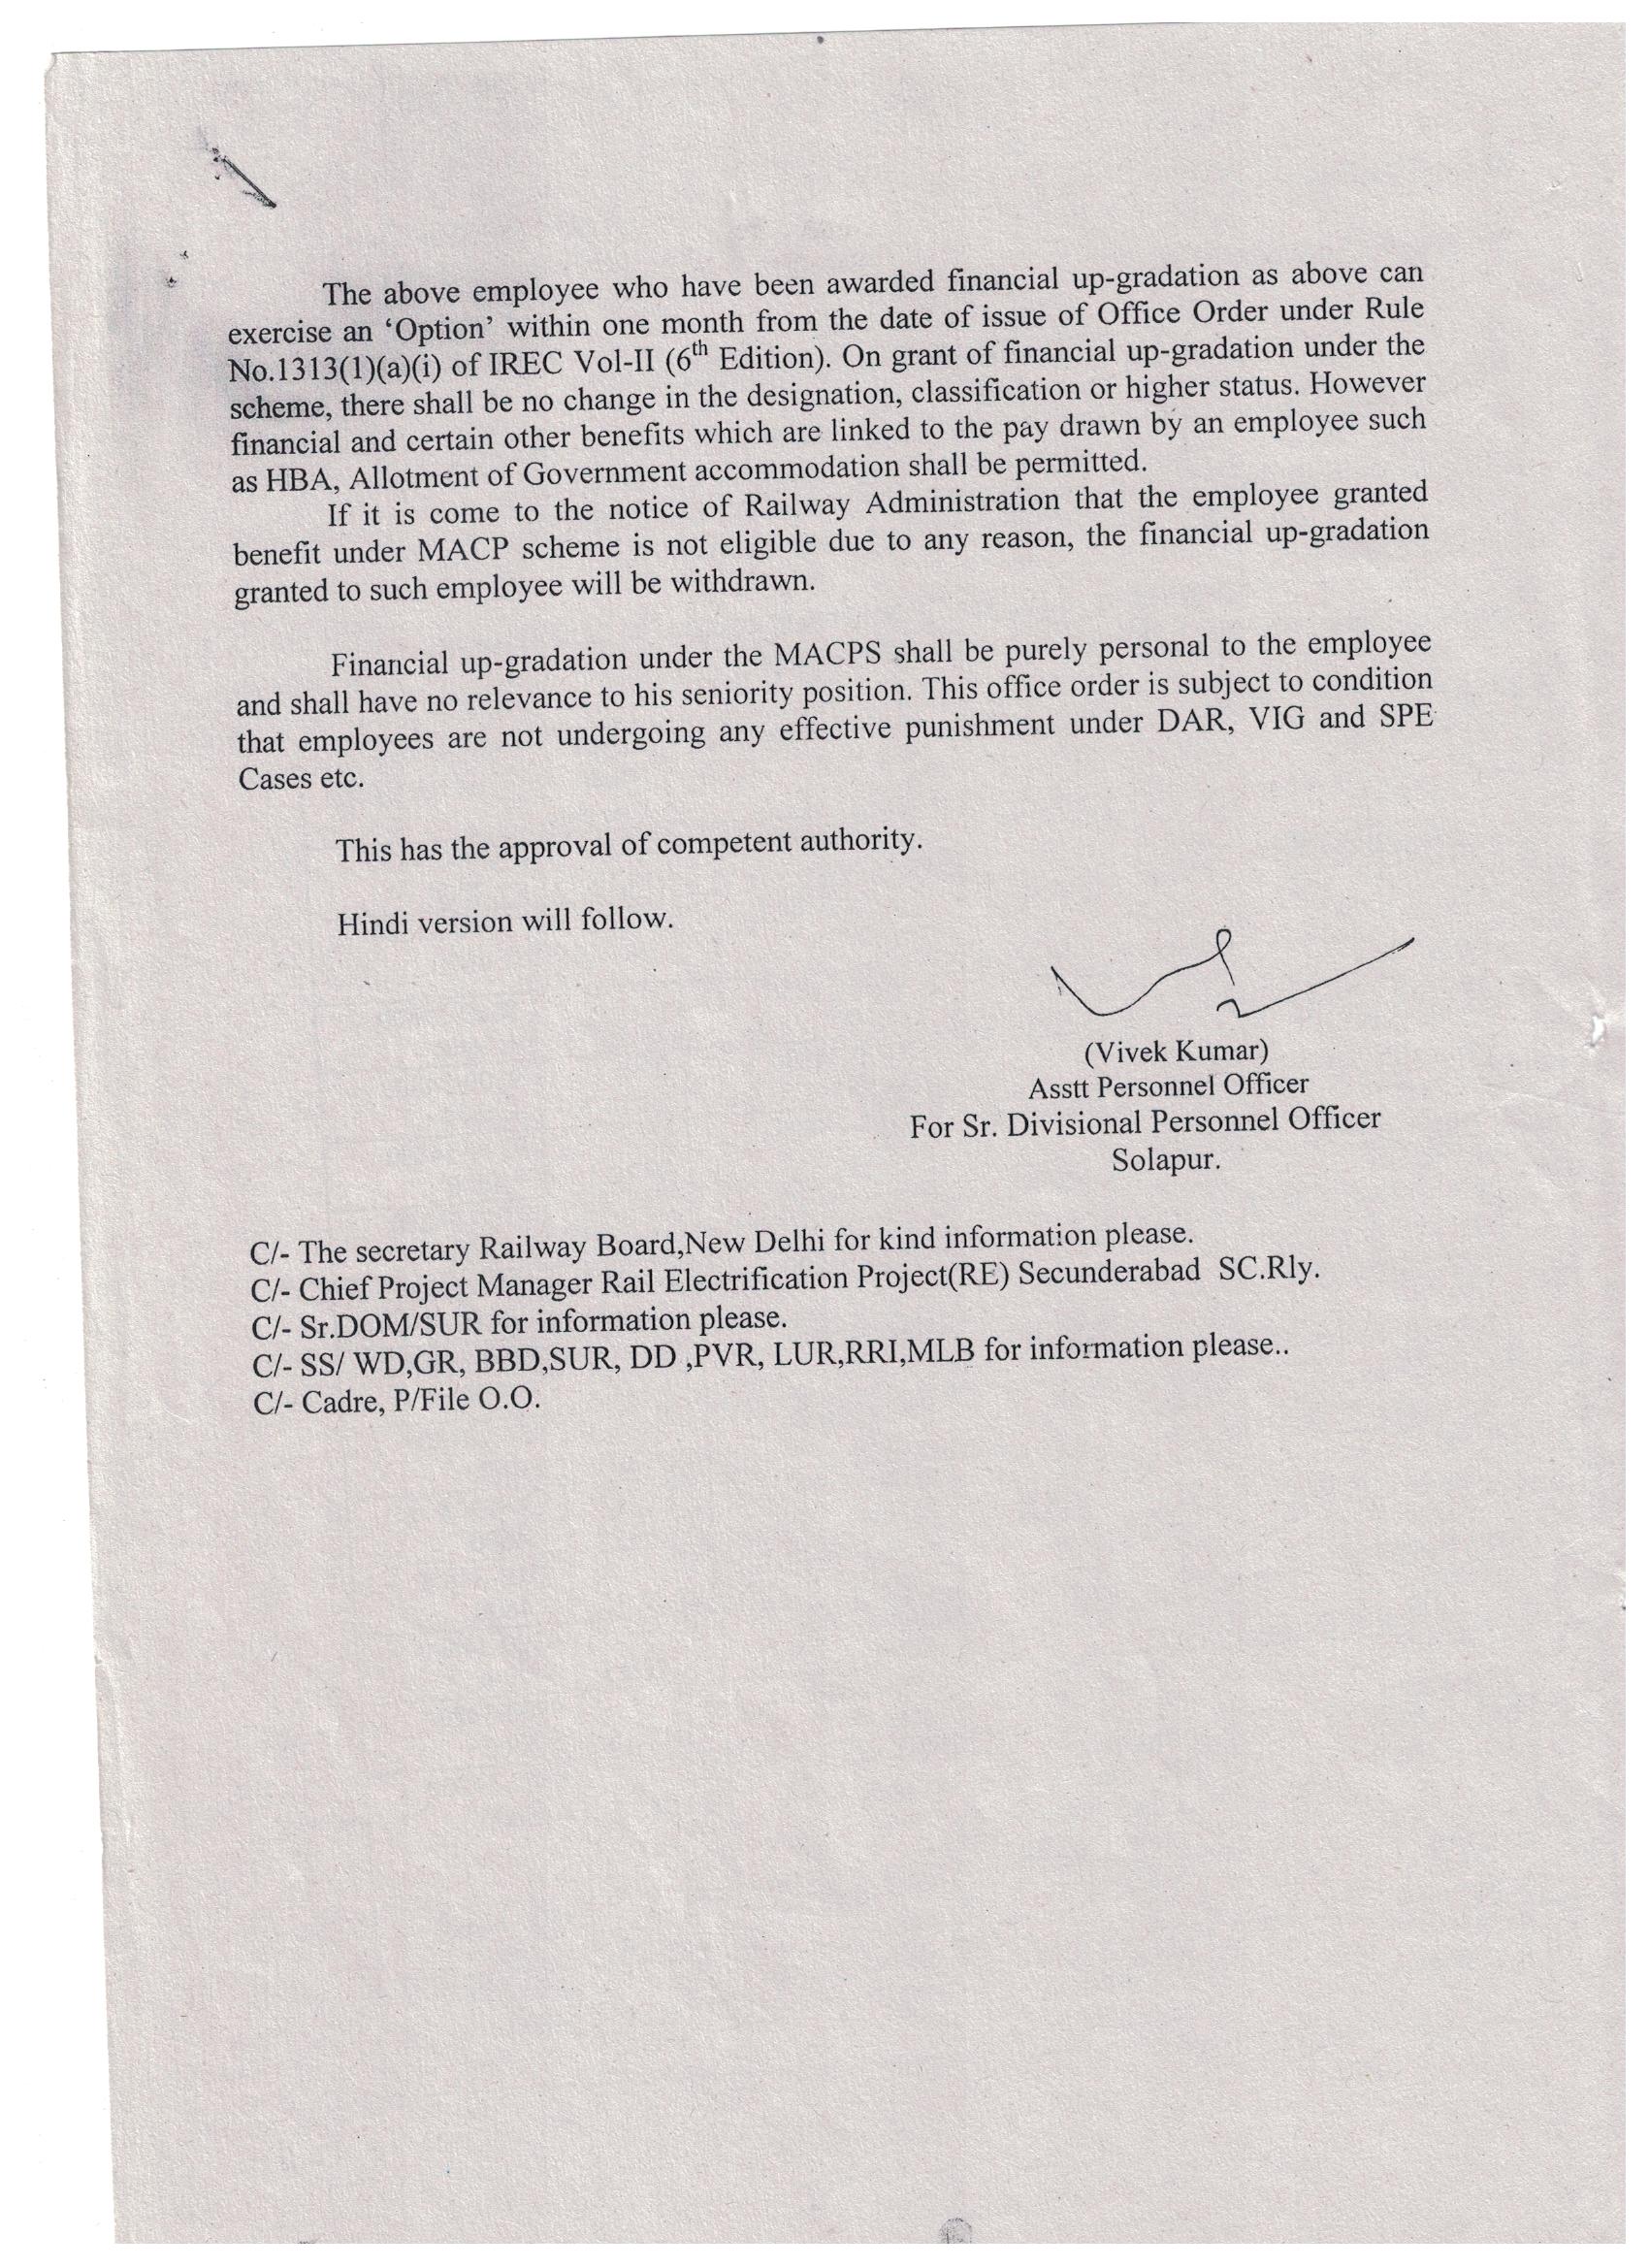 The above employee who have been awarded financial up-gradation as above can
exercise an ‘Option’ within one month from the date of issue of Office Order under Rule
No.1313(1)(a)(i) of IREC Vol-II (6th Edition). On grant of financial up-gradation under the
scheme, there shall be no change in the designation, classification or higher status. However
financial and certain other benefits which are linked to the pay drawn by an employee such
as HBA, Allotment of Government accommodation shall be permitted.
If it is come to the notice of Railway Administration that the employee granted
benefit under MACP scheme is not eligible due to any reason, the financial up-gradation
granted to such employee will be withdrawn.
Financial up-gradation under the MACPS shall be purely personal to the employee
and shall have no relevance to his seniority position. This office order is subject to condition
that employees are not undergoing any effective punishment under DAR, VIG and SPE
Cases etc.
This has the approval of competent authority.
Hindi version will follow.
(Vivek Kumar)
Asstt Personnel Officer
For Sr. Divisional Personnel Officer
Solapur.
C/- The secretary Railway Board,New Delhi for kind information please.
C/- Chief Project Manager Rail Electrification Project(RE) Secunderabad SC.Rly.
C/- Sr.DOM/SUR for information please.
C/- SS/ WD,GR, BBD,SUR, DD ,PVR, LUR,RRI,MLB for information please..
C/- Cadre, P/File O.O.